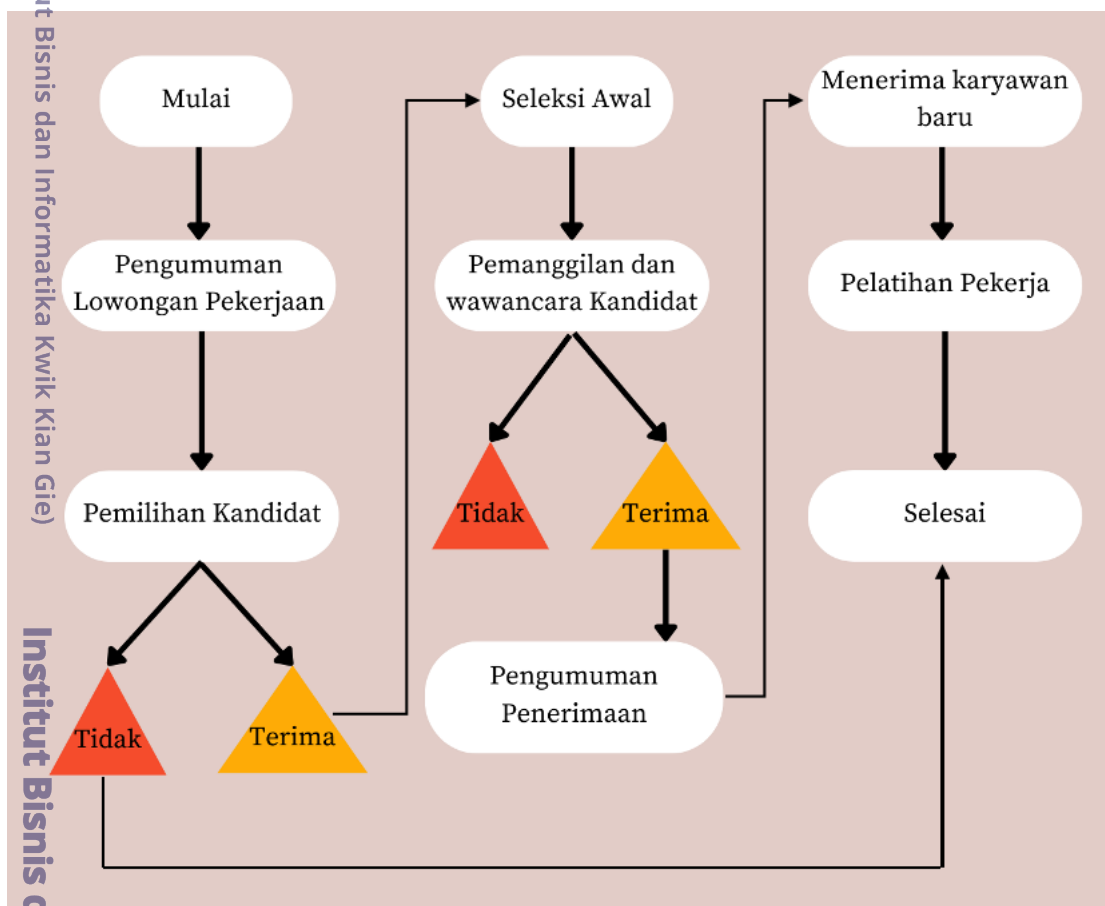 Mulai
Pengumuman
Lowongan Pekerjaan
Pemilihan Kandidat
Tidak
Terima
Seleksi Awal
Pemanggilan dan
wawancara Kandidat
Tidak
Terima
Pengumuman
Penerimaan
Menerima karyawan
baru
Pelatihan Pekerja
Selesai
ut Bisnis dan Informatika Kwik Kian Gie)
Institut Bisnis d